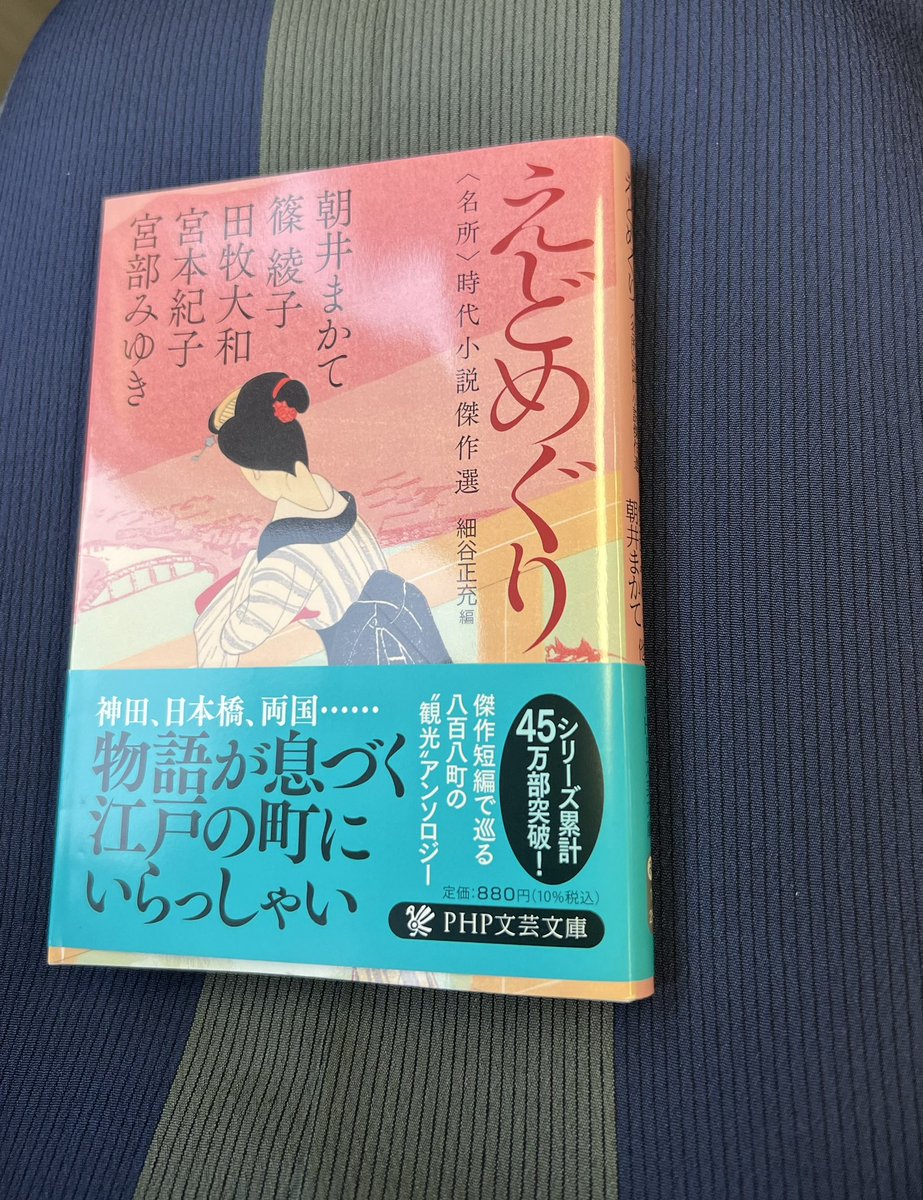 えどめぐり
〈名所〉時代小説傑作選
細谷正充 編
朝井まかて
篠 綾子
田牧大和
宮本紀子
宮部みゆき
シリーズ累計
45万部突破!
傑作短編で巡る
八百八町の
〝観光〟アンソロジー
神田、日本橋、両国……
物語が息づく
江戸の町に
いらっしゃい
定価:880円(10%税込)
PHP文芸文庫
朝井まかて